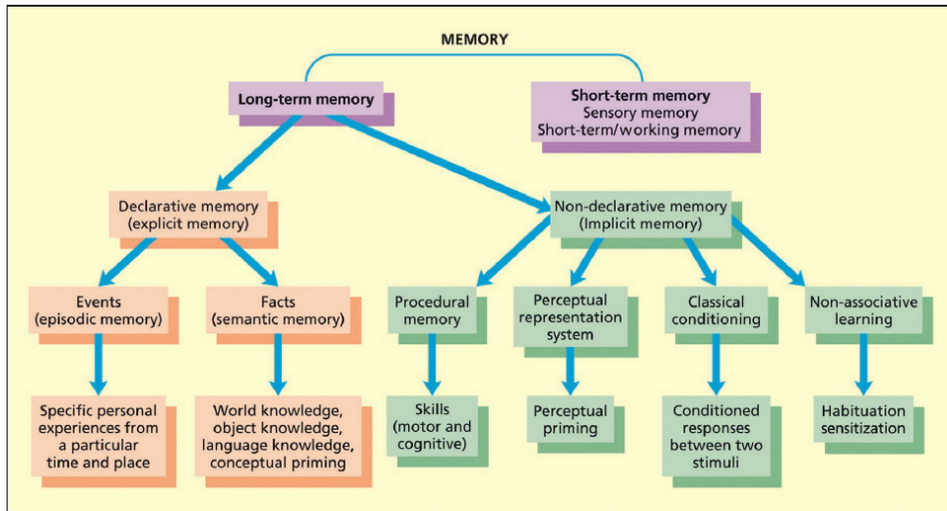 MEMORY
Long-term memory
Short-term memory
Sensory memory
Short-term/working memory
Declarative memory
(explicit memory)
Non-declarative memory
(Implicit memory)
Events
(episodic memory)
Facts
(semantic memory)
Procedural
memory
Perceptual
representation
system
Classical
conditioning
Non-associative
learning
Specific personal
experiences from
a particular
time and place
World knowledge,
object knowledge,
language knowledge,
conceptual priming
Skills
(motor and
cognitive)
Perceptual
priming
Conditioned
responses
between two
stimuli
Habituation
sensitization